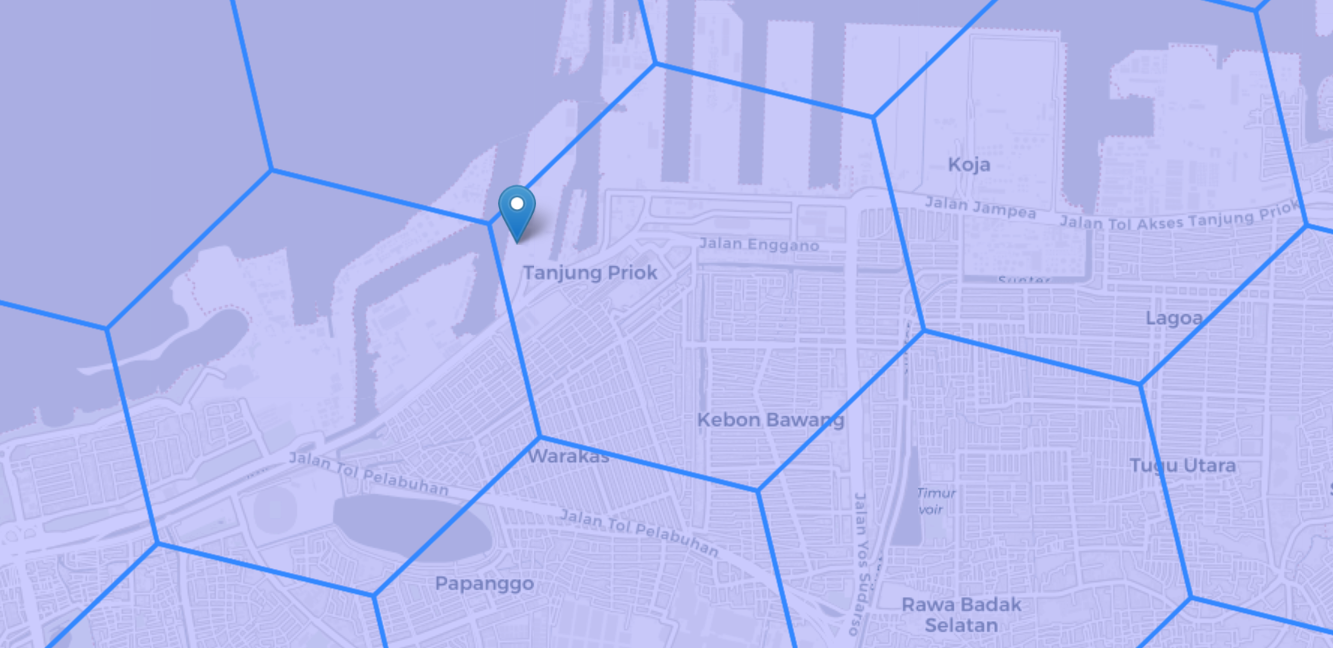 Koja
Jalan Jampea
Jalan Tol Akses Tanjung Priok
Jalan Enggano
Tanjung Priok
Sunter
Lagoa
Kebon Bawang
Warakas
Jalan Tol Pelabuhan
Tugu Utara
Timur
voir
Jalan Tol Pelabuhan
Jalan Yos Sudarso
Papanggo
Rawa Badak
Selatan